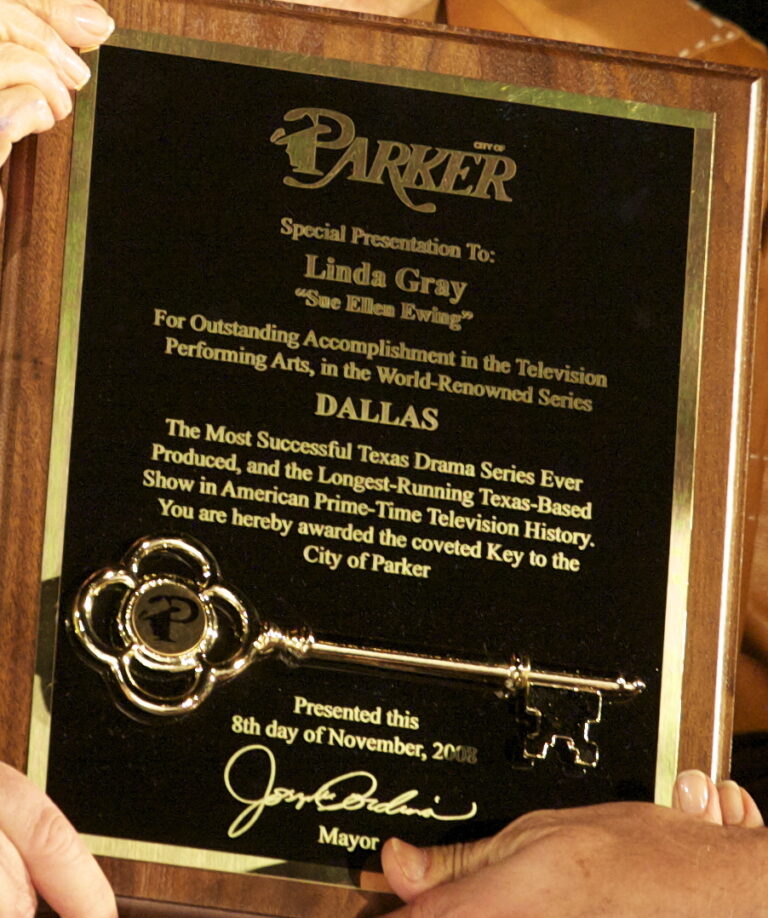 CITY OF
PARKER
Special Presentation To:
Linda Gray
“Sue Ellen Ewing”
For Outstanding Accomplishment in the Television
Performing Arts, in the World-Renowned Series
DALLAS
The Most Successful Texas Drama Series Ever
Produced, and the Longest-Running Texas-Based
Show in American Prime-Time Television History.
You are hereby awarded the coveted Key to the
City of Parker
P
Presented this
8th day of November, 2008
Mayor